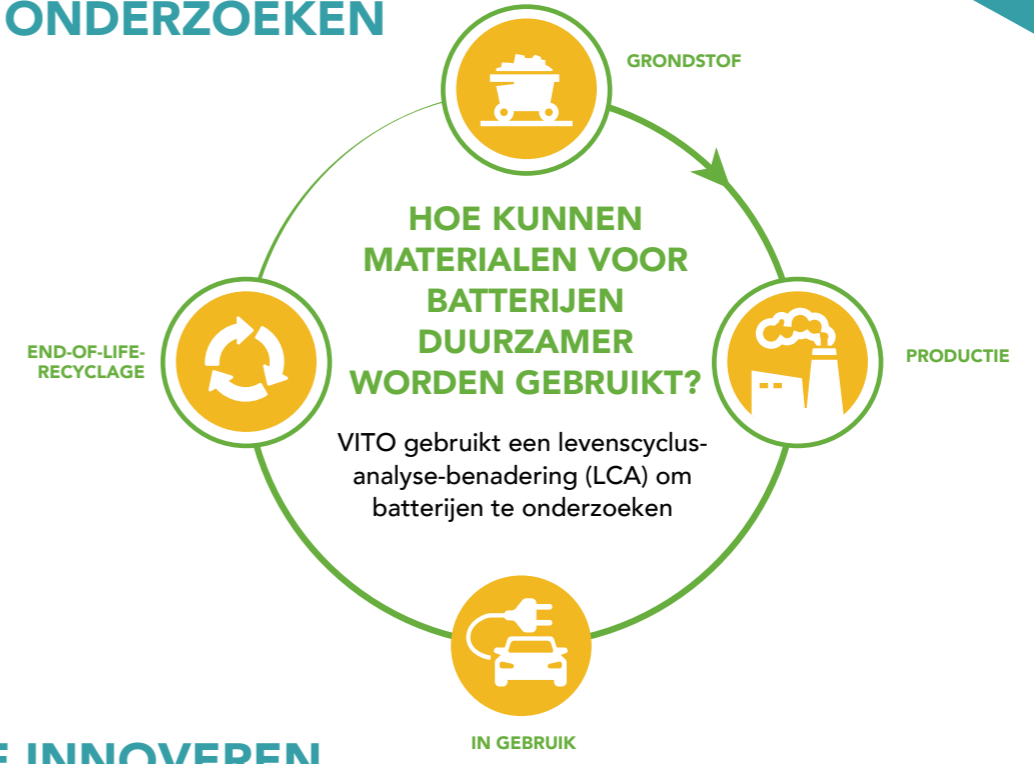 ONDERZOEKEN
GRONDSTOF
HOE KUNNEN
MATERIALEN VOOR
BATTERIJEN
DUURZAMER
WORDEN GEBRUIKT?
END-OF-LIFE-
RECYCLAGE
PRODUCTIE
VITO gebruikt een levenscyclus-
analyse-benadering (LCA) om
batterijen te onderzoeken
IN GEBRUIK
INNOVEREN